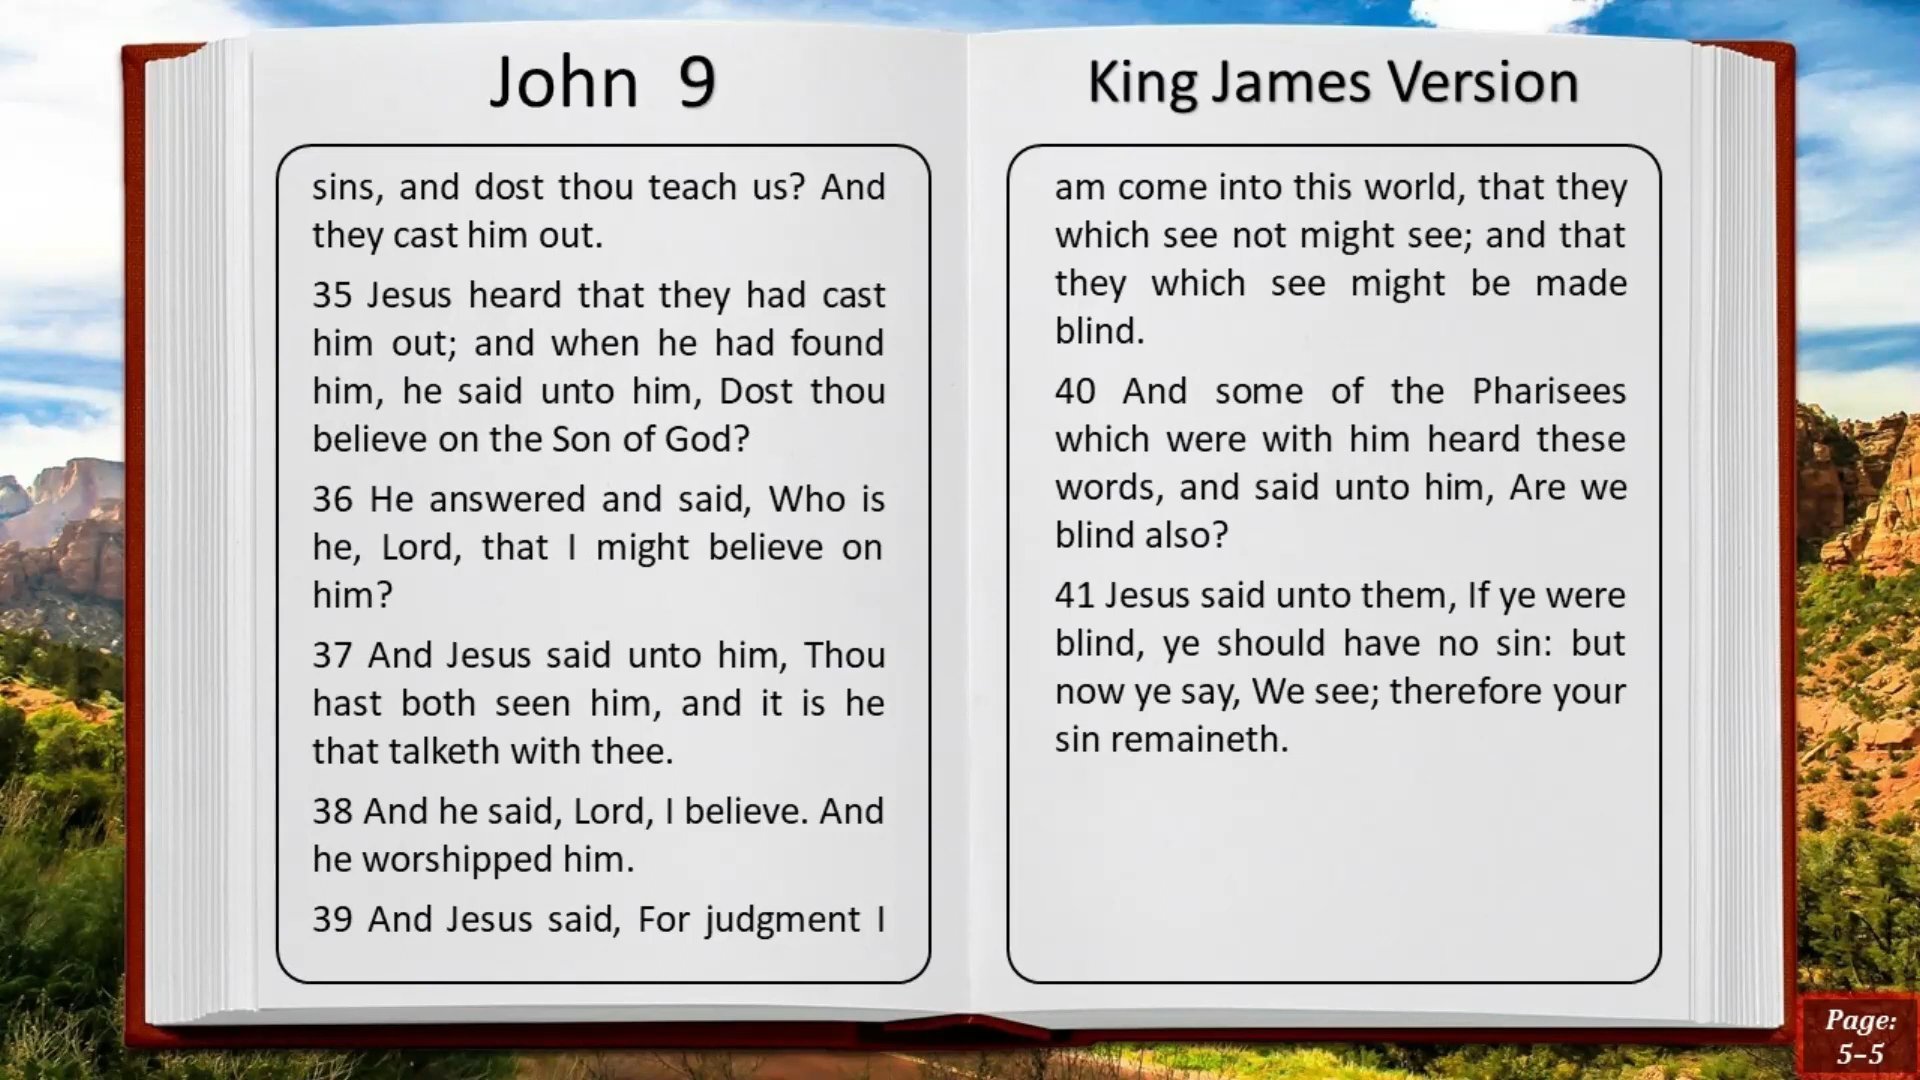 John 9
sins, and dost thou teach us? And
they cast him out.
35 Jesus heard that they had cast
him out; and when he had found
him, he said unto him, Dost thou
believe on the Son of God?
36 He answered and said, Who is
he, Lord, that I might believe on
him?
37 And Jesus said unto him, Thou
hast both seen him, and it is he
that talketh with thee.
38 And he said, Lord, I believe. And
he worshipped him.
39 And Jesus said, For judgment I
King James Version
am come into this world, that they
which see not might see; and that
they which see might be made
blind.
40 And some of the Pharisees
which were with him heard these
words, and said unto him, Are we
blind also?
41 Jesus said unto them, If ye were
blind, ye should have no sin: but
now ye say, We see; therefore your
sin remaineth.
Page:
5-5